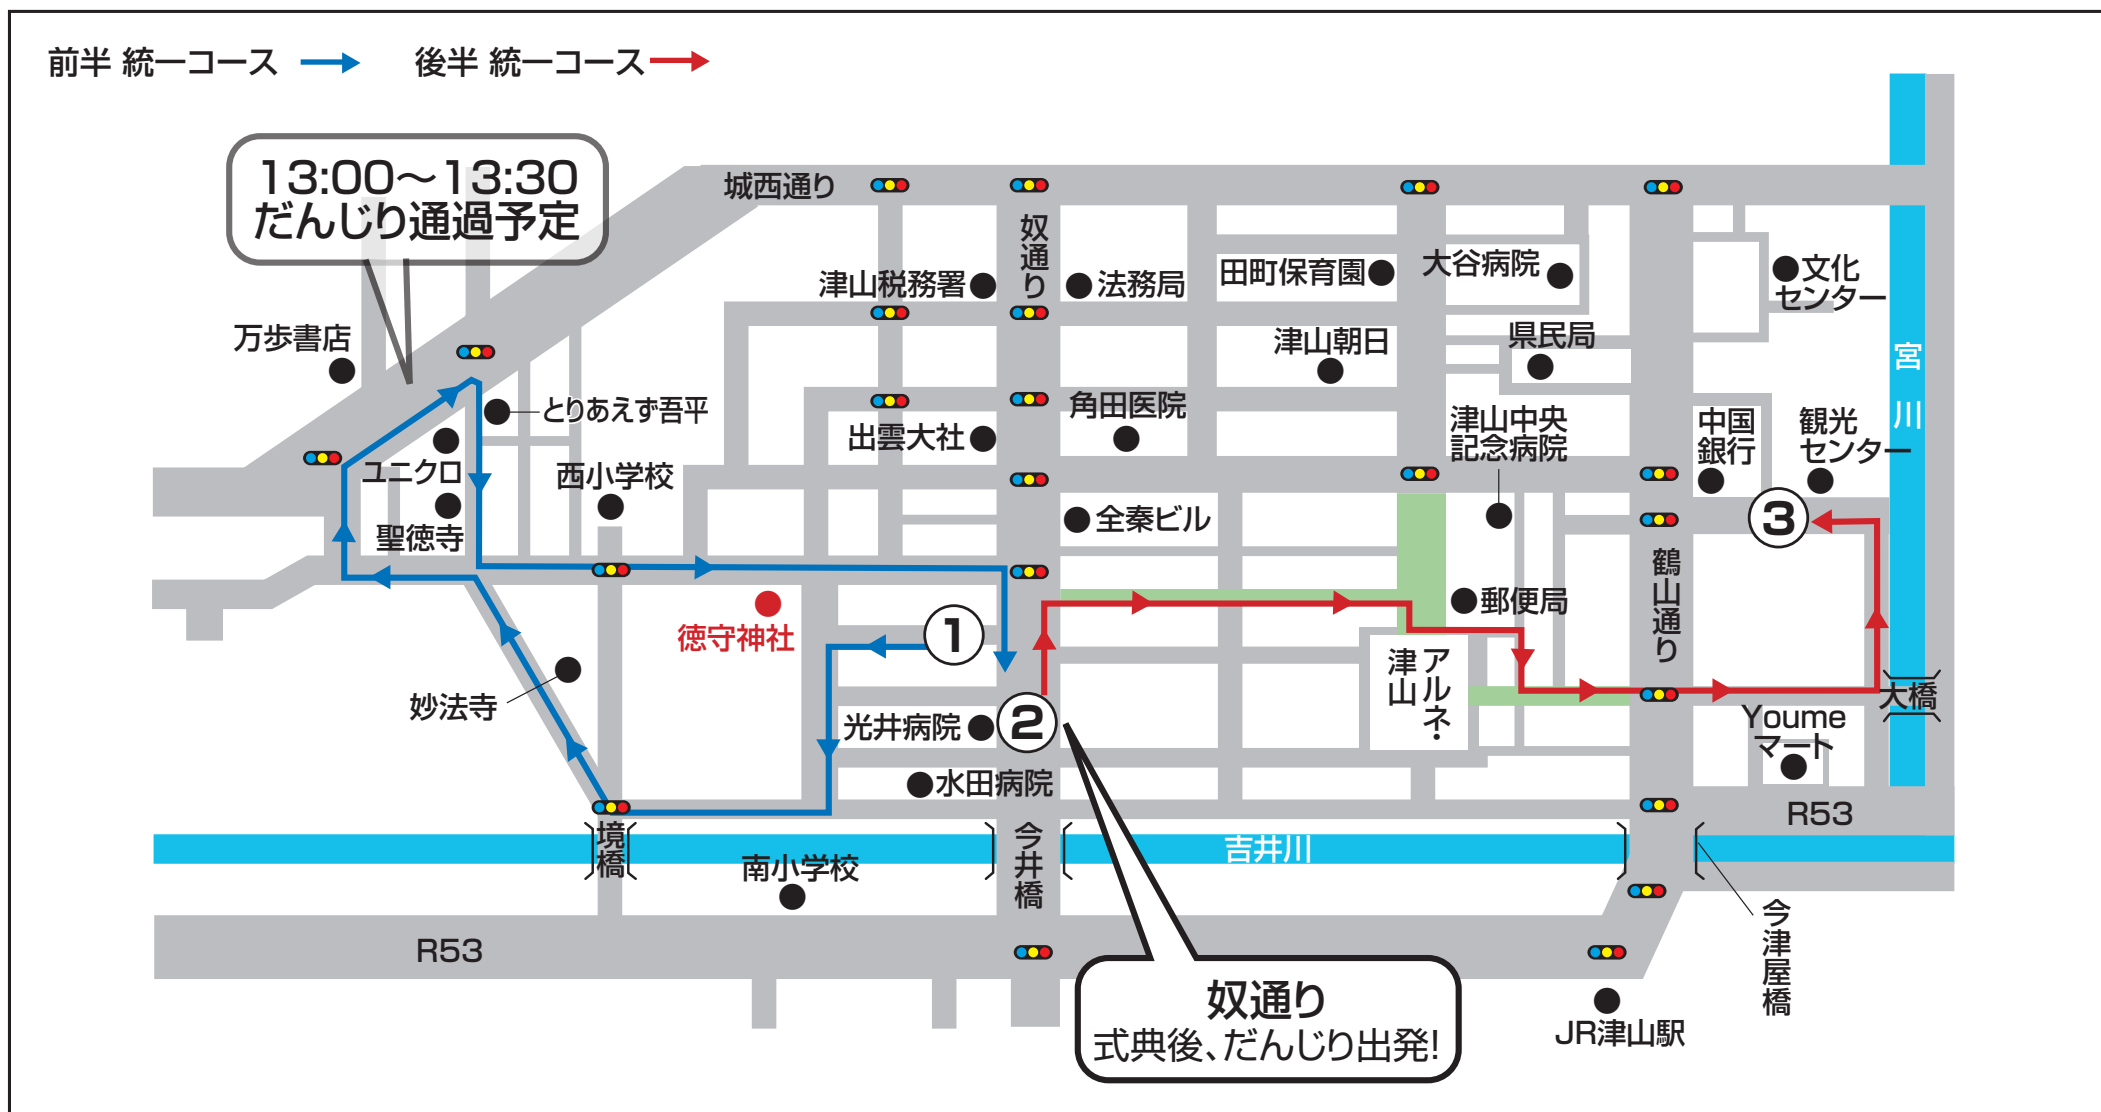 前半 統一コース
後半 統一コース
13:00〜13:30
だんじり通過予定
城西通り
奴通り
津山税務署
法務局
田町保育園
大谷病院
文化
センター
万歩書店
津山朝日
県民局
宮川
とりあえず吾平
角田医院
出雲大社
津山中央
記念病院
中国
銀行
観光
センター
ユニクロ
西小学校
聖徳寺
全秦ビル
3
鶴山通り
郵便局
徳守神社
1
アルネ・
津山
妙法寺
光井病院
2
大橋
Youme
マート
水田病院
R53
境橋
今井橋
吉井川
南小学校
今津屋橋
R53
奴通り
式典後、だんじり出発!
JR津山駅